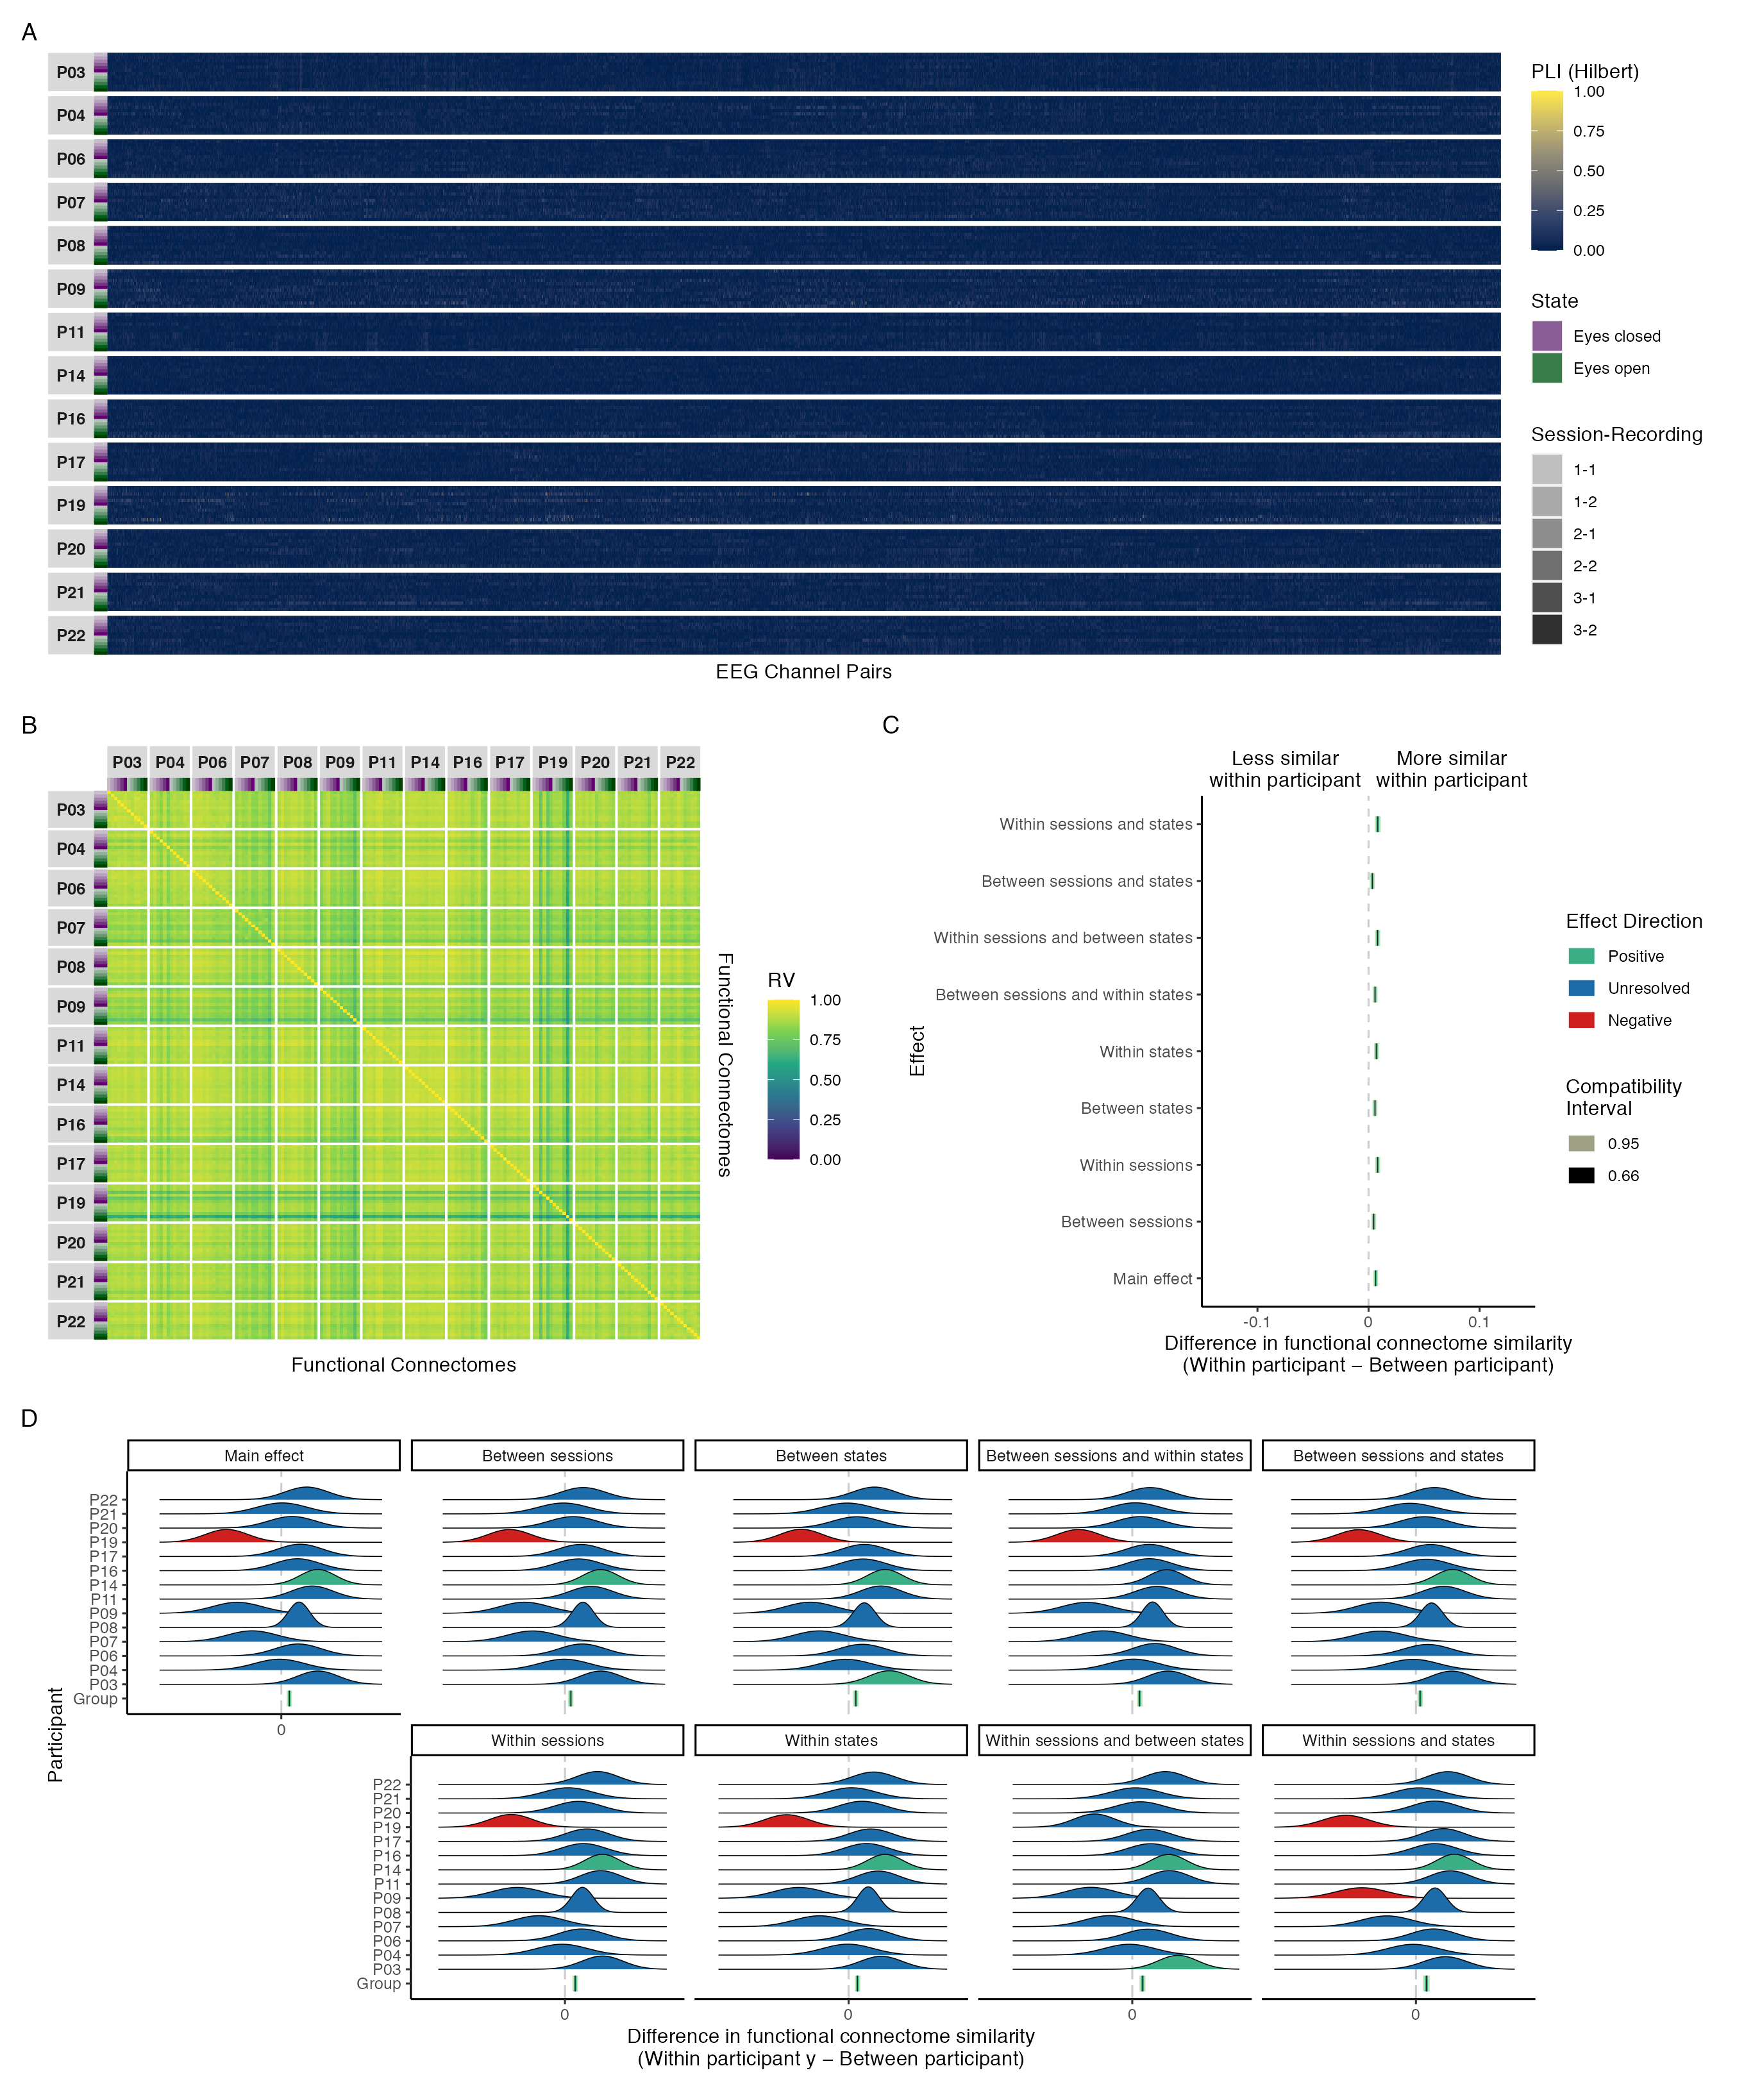 A
P03
P04
P06
P07
P08
P09
P11
P14
P16
P17
P19
P20
P21
P22
EEG Channel Pairs
PLI (Hilbert)
1.00
0.75
0.50
0.25
0.00
State
Eyes closed
Eyes open
Session-Recording
1-1
1-2
2-1
2-2
3-1
3-2
B
P03 P04 P06 P07 P08 P09 P11 P14 P16 P17 P19 P20 P21 P22
P03
P04
P06
P07
P08
P09
P11
P14
P16
P17
P19
P20
P21
P22
Functional Connectomes
Functional Connectomes
RV
1.00
0.75
0.50
0.25
0.00
C
Less similar
within participant
More similar
within participant
Effect
Within sessions and states
Between sessions and states
Within sessions and between states
Between sessions and within states
Within states
Between states
Within sessions
Between sessions
Main effect
-0.1 0 0.1
Difference in functional connectome similarity
(Within participant − Between participant)
Effect Direction
Positive
Unresolved
Negative
Compatibility
Interval
0.95
0.66
D
Participant
Main effect
Between sessions
Between states
Between sessions and within states
Between sessions and states
P22
P21
P20
P19
P17
P16
P14
P11
P09
P08
P07
P06
P04
P03
Group
0
Within sessions
Within states
Within sessions and between states
Within sessions and states
P22
P21
P20
P19
P17
P16
P14
P11
P09
P08
P07
P06
P04
P03
Group
0 0 0 0
Difference in functional connectome similarity
(Within participant y − Between participant)